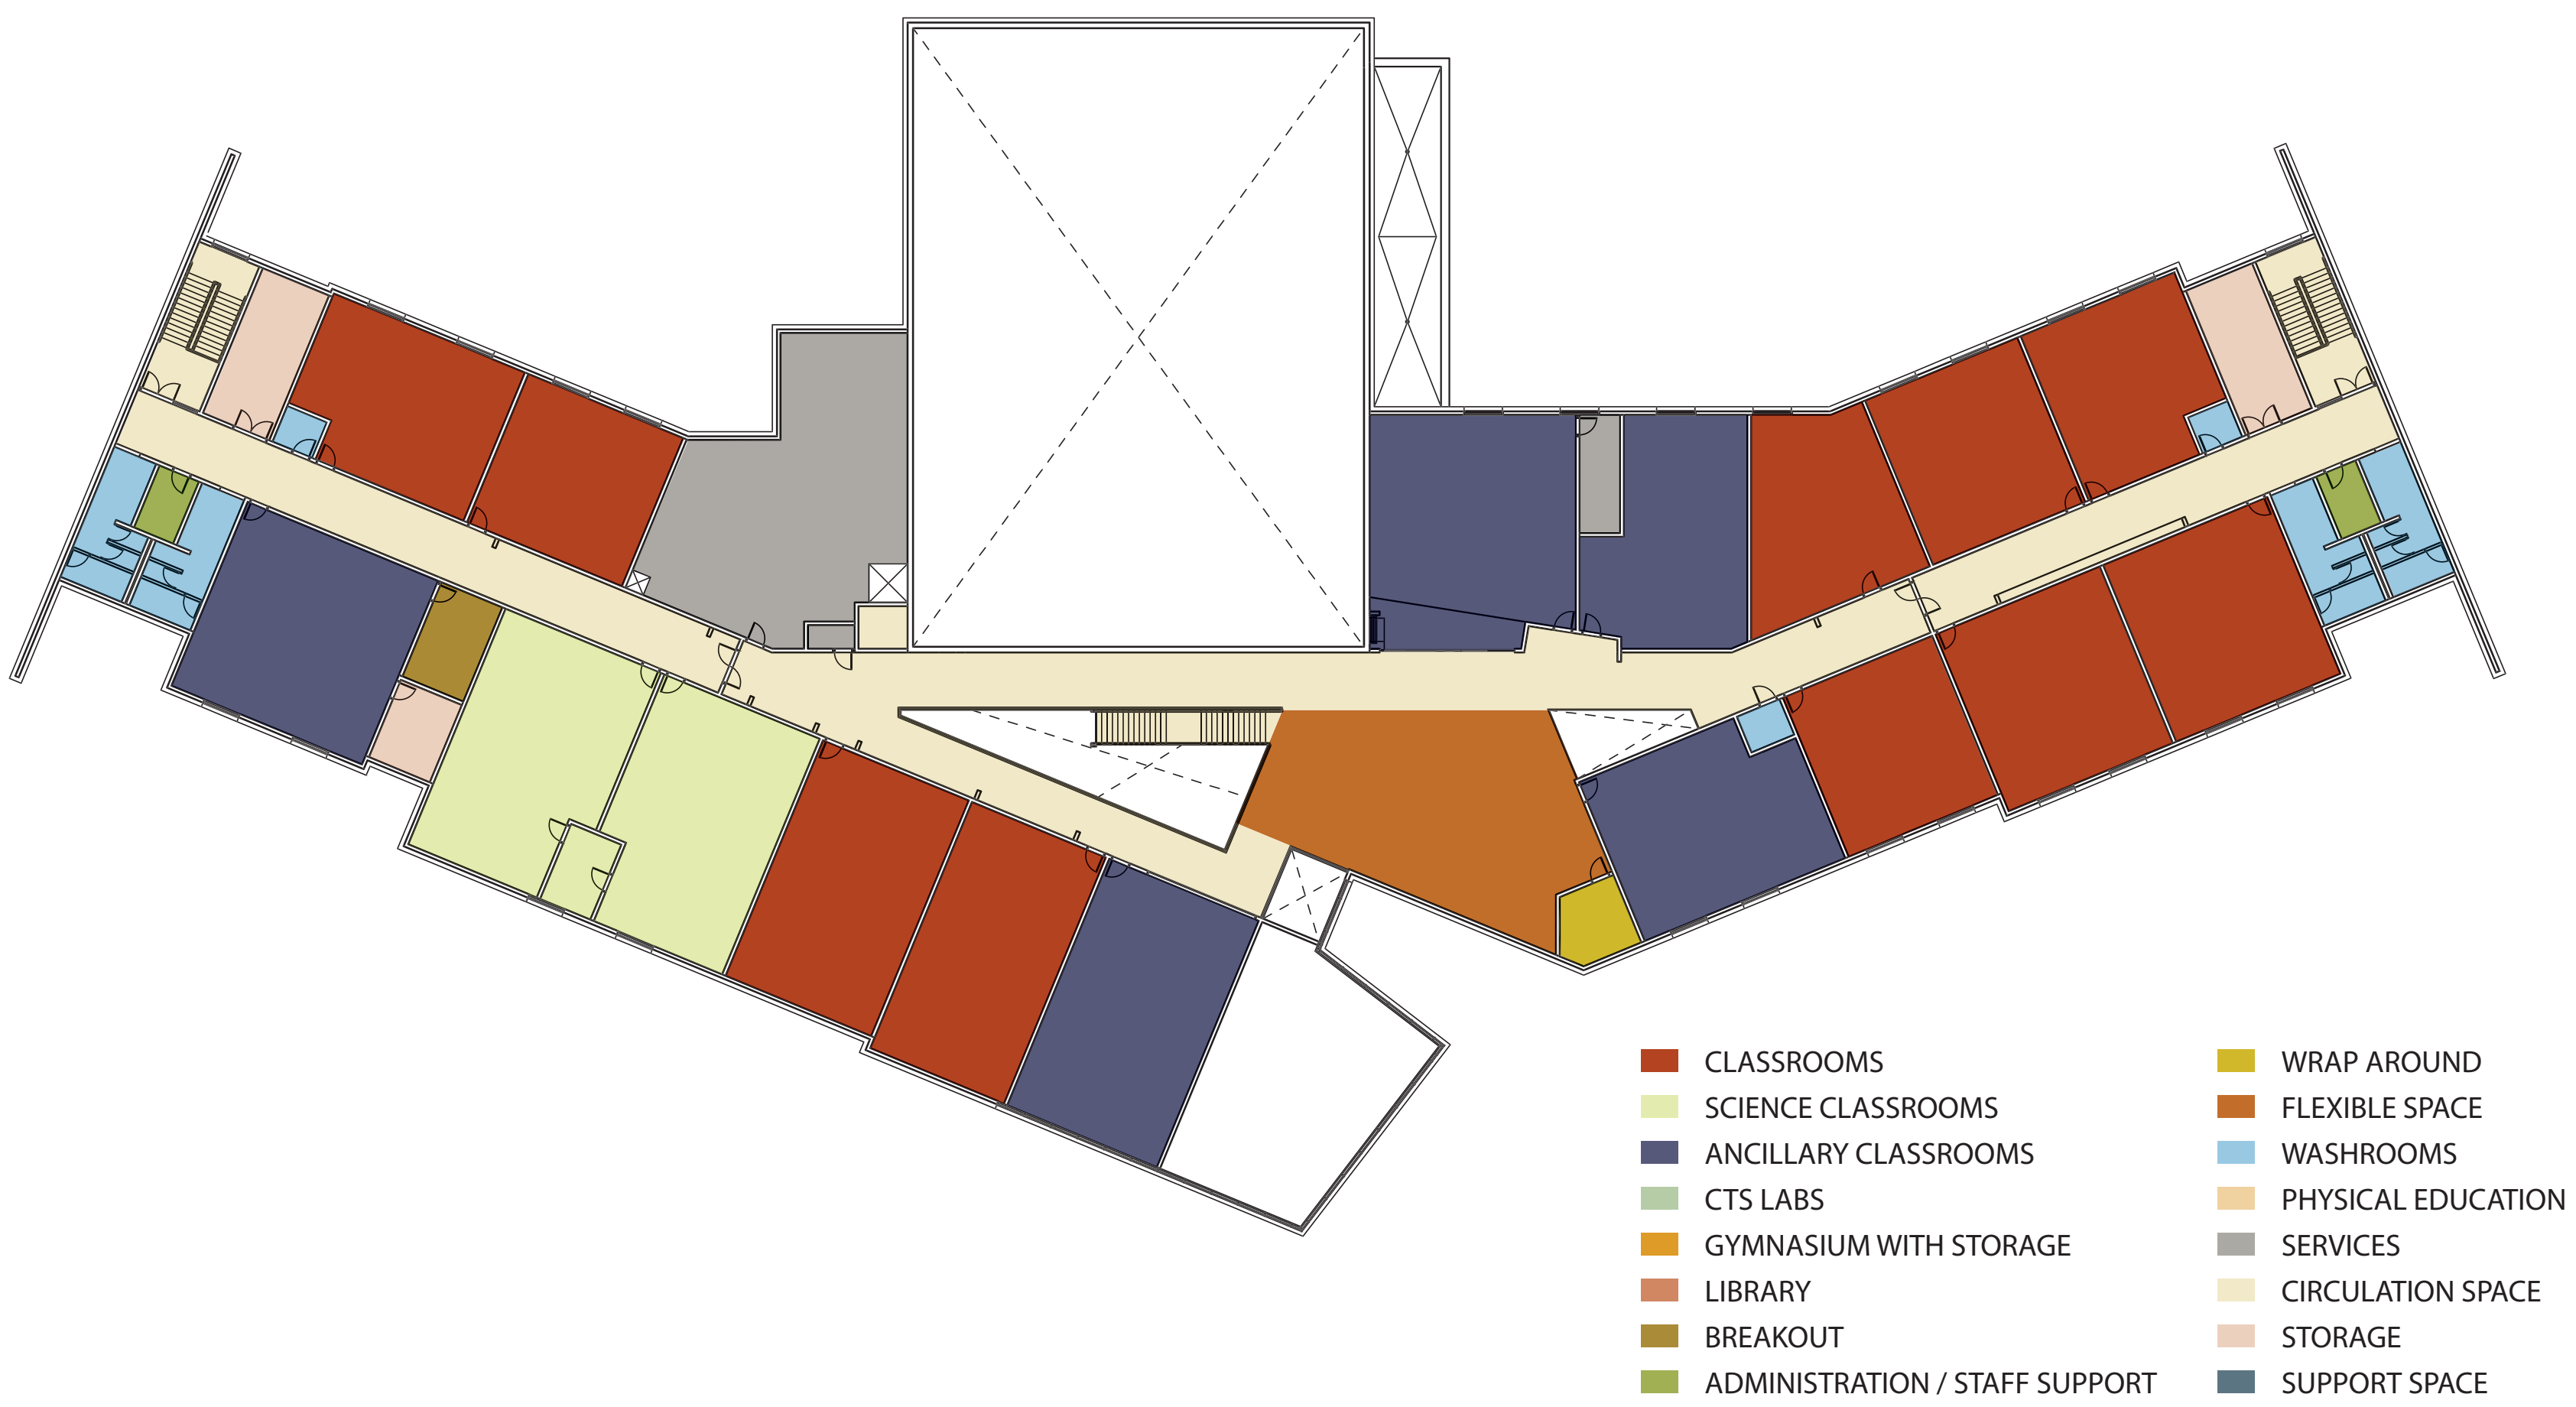 CLASSROOMS
SCIENCE CLASSROOMS
ANCILLARY CLASSROOMS
CTS LABS
GYMNASIUM WITH STORAGE
LIBRARY
BREAKOUT
ADMINISTRATION / STAFF SUPPORT
WRAP AROUND
FLEXIBLE SPACE
WASHROOMS
PHYSICAL EDUCATION
SERVICES
CIRCULATION SPACE
STORAGE
SUPPORT SPACE